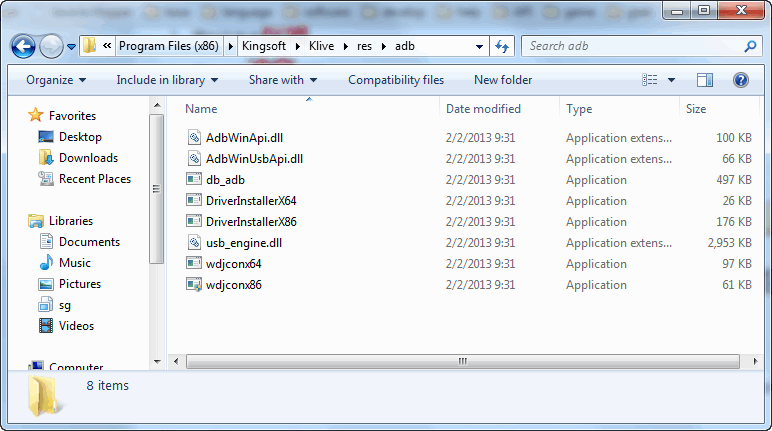 « Program Files (x86) Kingsoft Klive res adb Search adb
Organize Include in library Share with Compatibility files New folder
Favorites
Desktop
Downloads
Recent Places
Libraries
Documents
Music
Pictures
sg
Videos
Computer
Name Date modified Type Size
AdbWinApi.dll 2/2/2013 9:31 Application extens... 100 KB
AdbWinUsbApi.dll 2/2/2013 9:31 Application extens... 66 KB
db_adb 2/2/2013 9:31 Application 497 KB
DriverInstallerX64 2/2/2013 9:31 Application 26 KB
DriverInstallerX86 2/2/2013 9:31 Application 176 KB
usb_engine.dll 2/2/2013 9:31 Application extens... 2,953 KB
wdjconx64 2/2/2013 9:31 Application 97 KB
wdjconx86 2/2/2013 9:31 Application 61 KB
8 items